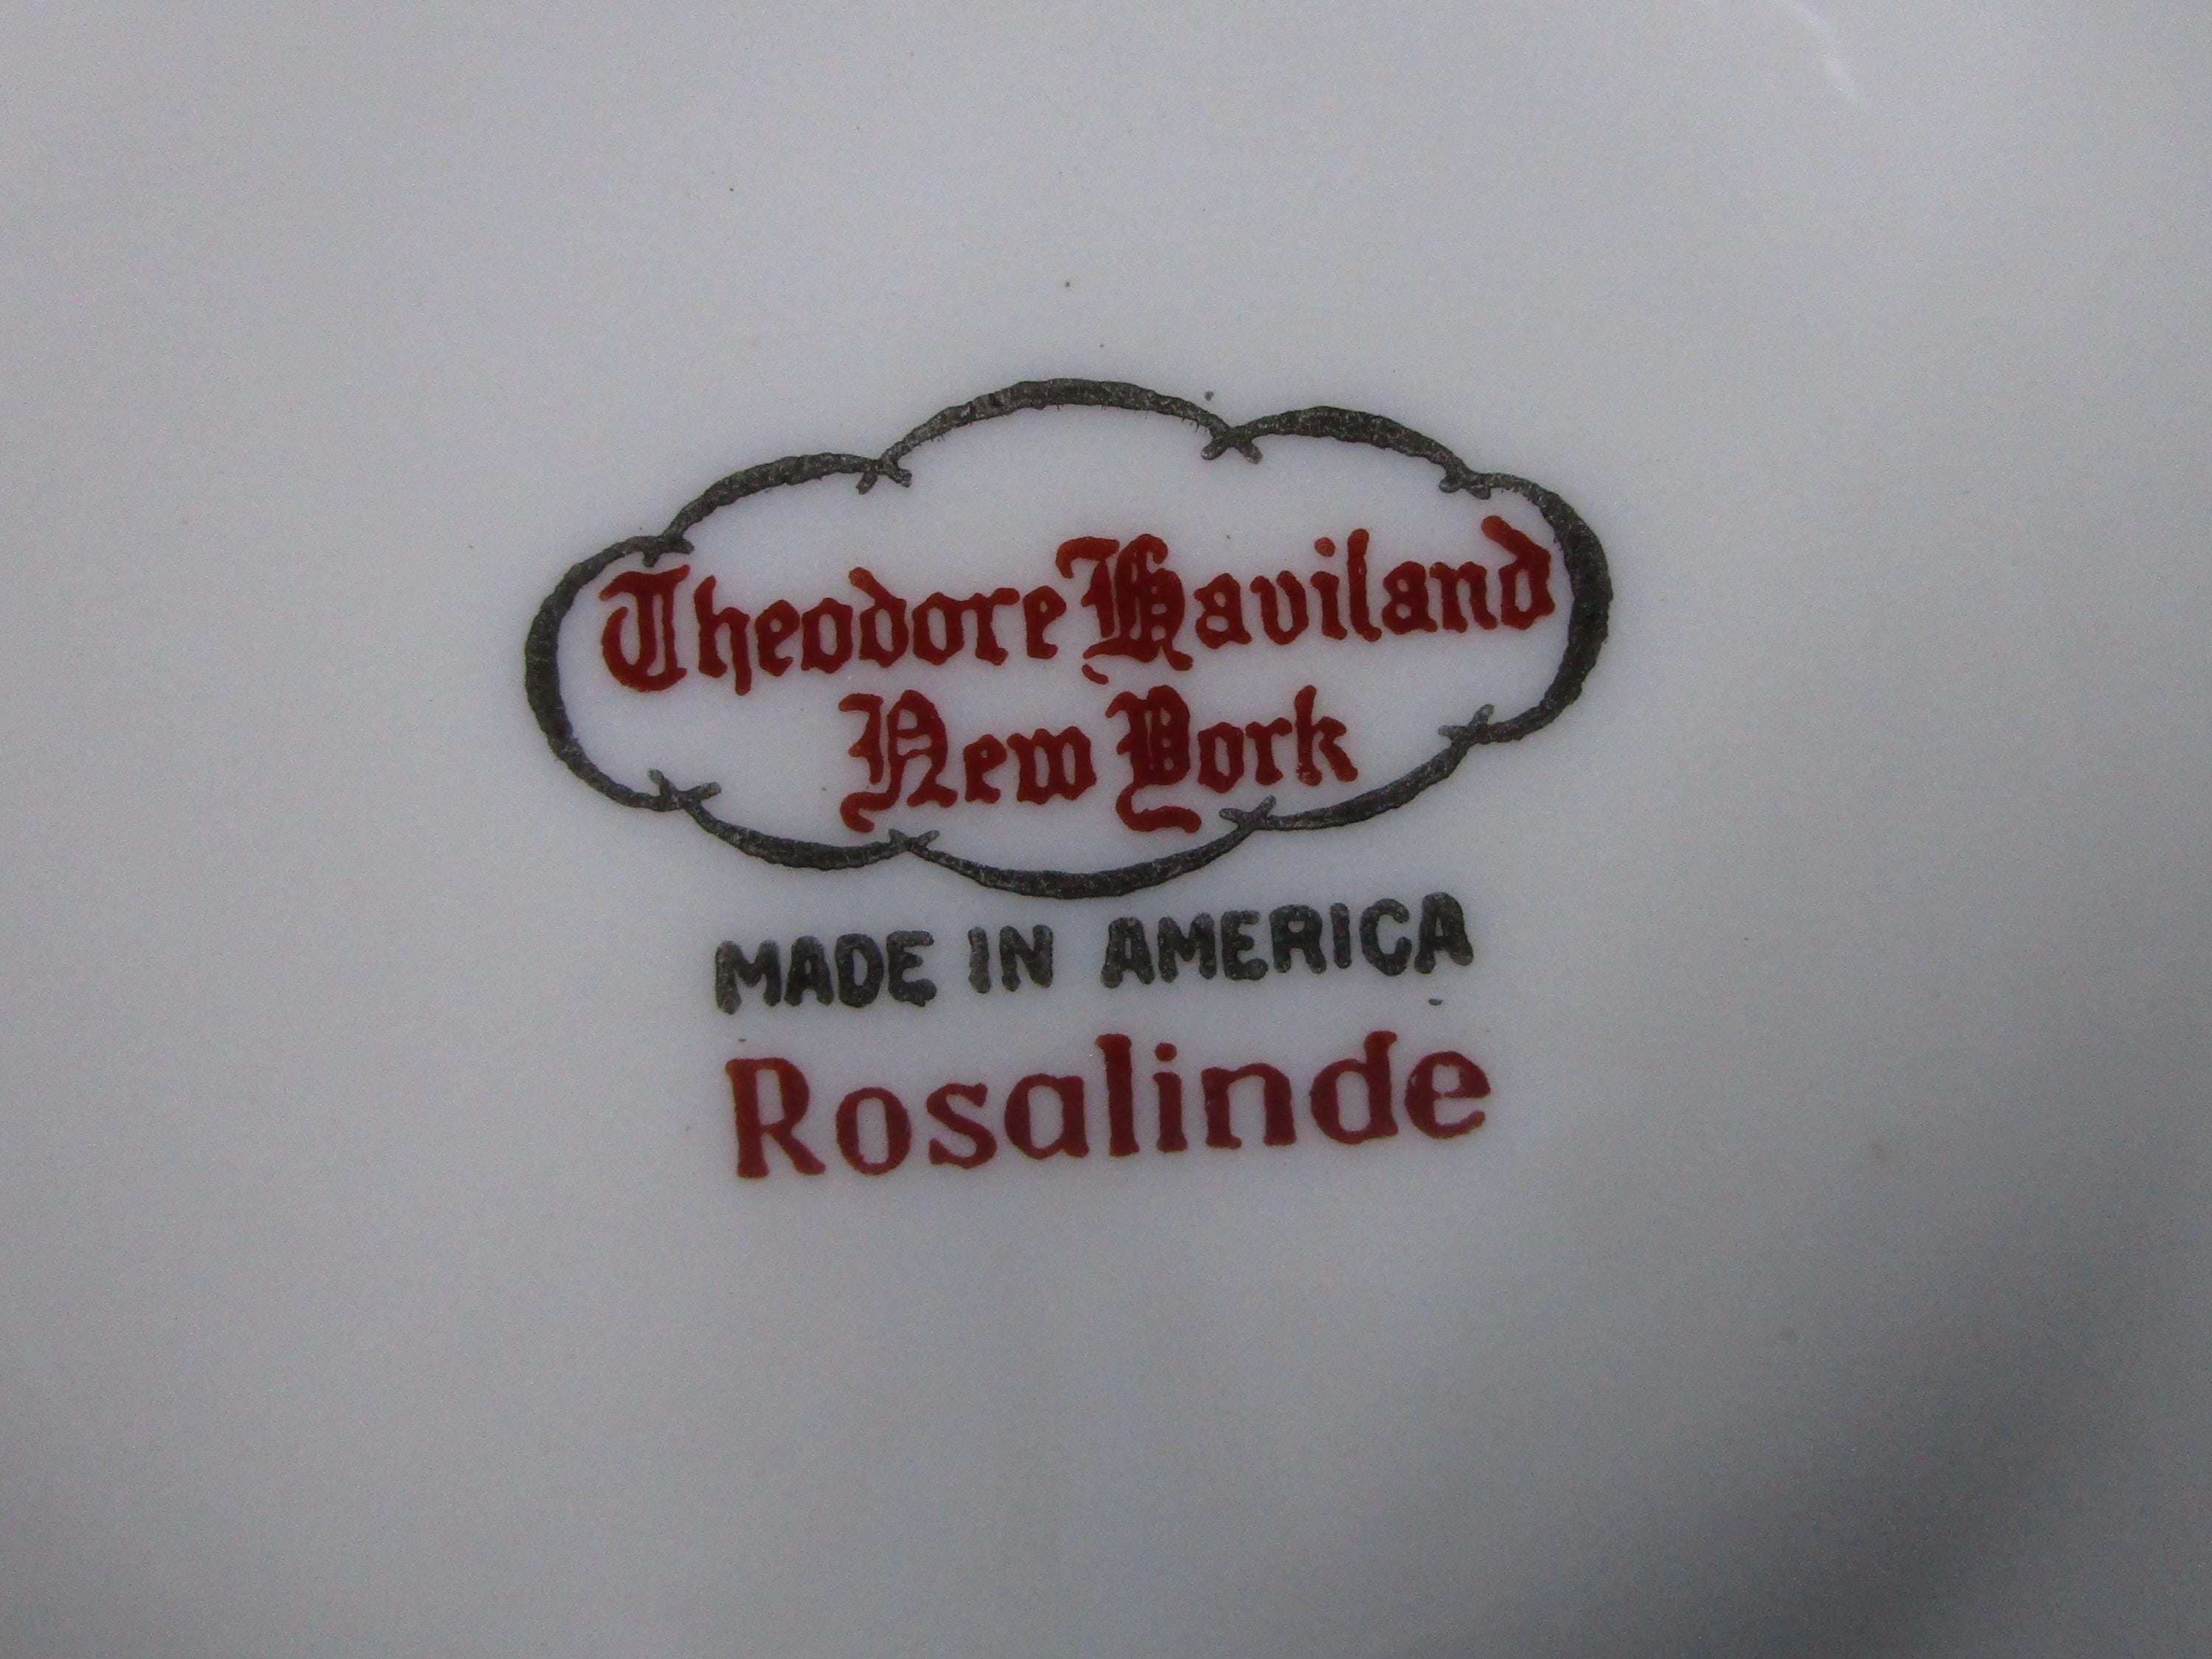 Theodore Haviland
New York
MADE IN AMERICA
Rosalinde